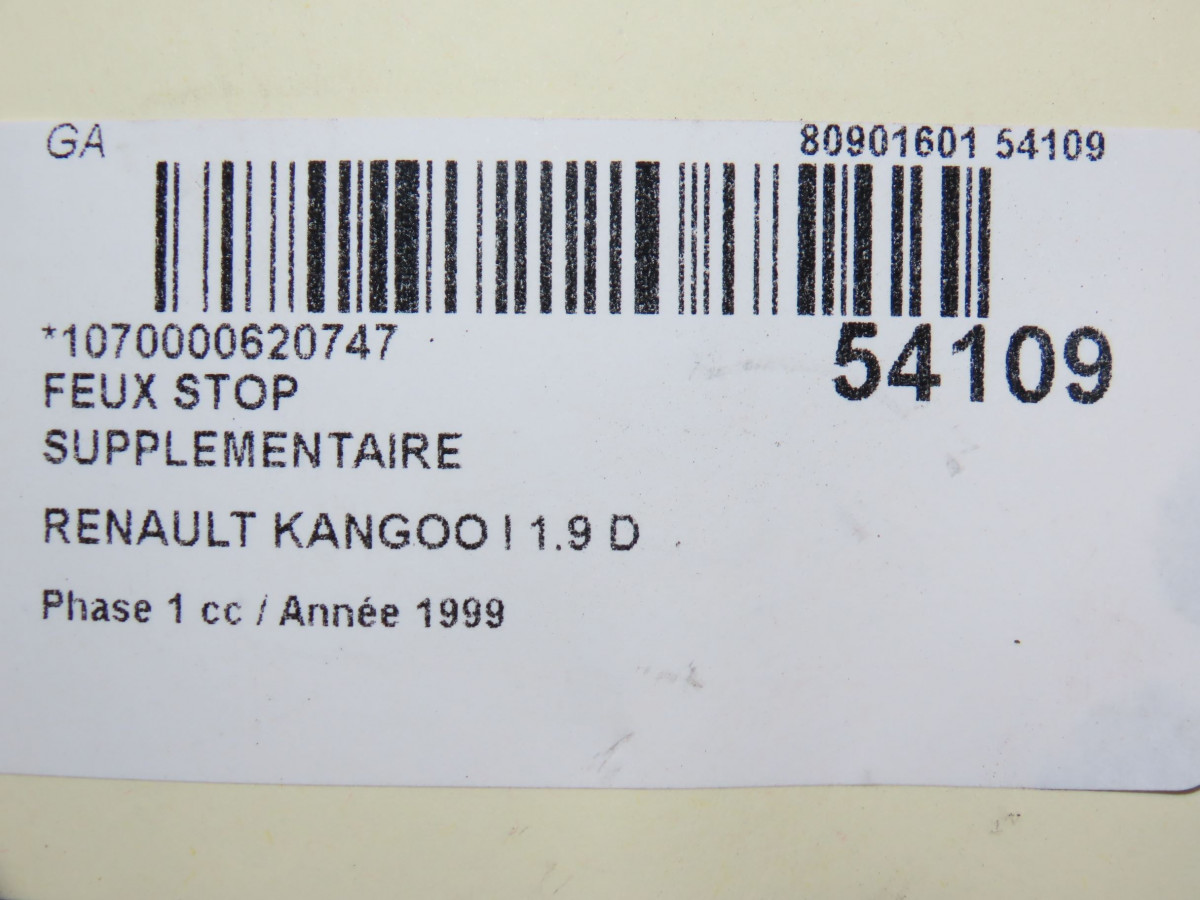 GA
80901601 54109
*1070000620747
54109
FEUX STOP
SUPPLEMENTAIRE
RENAULT KANGOO I 1.9 D
Phase 1 cc / Année 1999